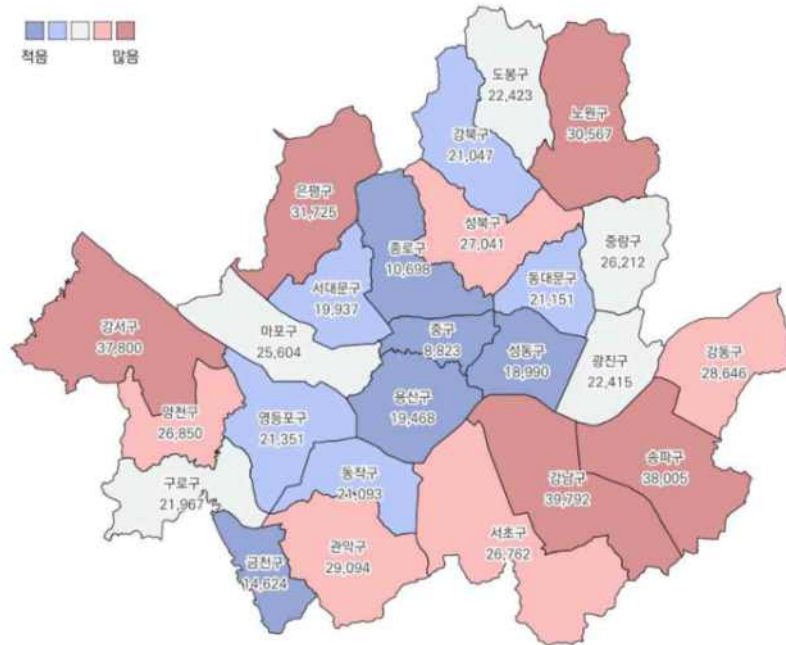 적음 많음
도봉구
22,423
노원구
30,567
강북구
21,047
은평구
31,725
성북구
27,041
종로구
10,698
중랑구
26,212
동대문구
21,151
서대문구
19,937
강서구
37,800
마포구
25,604
중구
8,823
성동구
18,990
광진구
22,415
강동구
28,646
용산구
19,468
양천구
26,850
영등포구
21,351
송파구
38,005
동작구
21,093
강남구
39,792
구로구
21,967
서초구
26,762
관악구
29,094
금천구
14,624